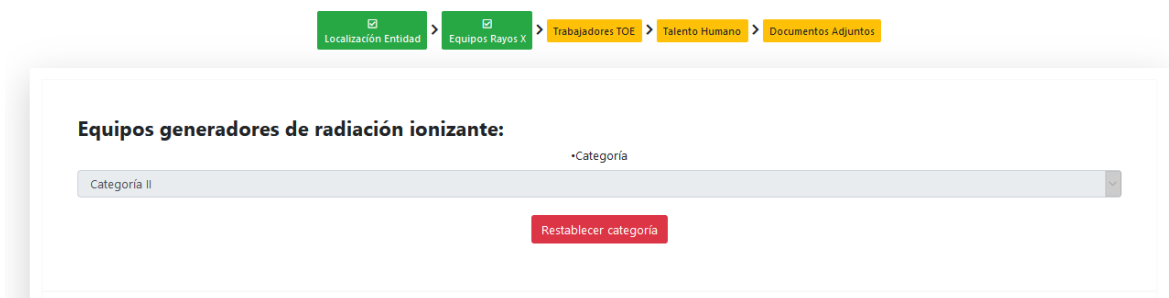 Localización Entidad
Equipos Rayos X
Trabajadores TOE
Talento Humano
Documentos Adjuntos
Equipos generadores de radiación ionizante:
•Categoría
Categoría II
Restablecer categoría